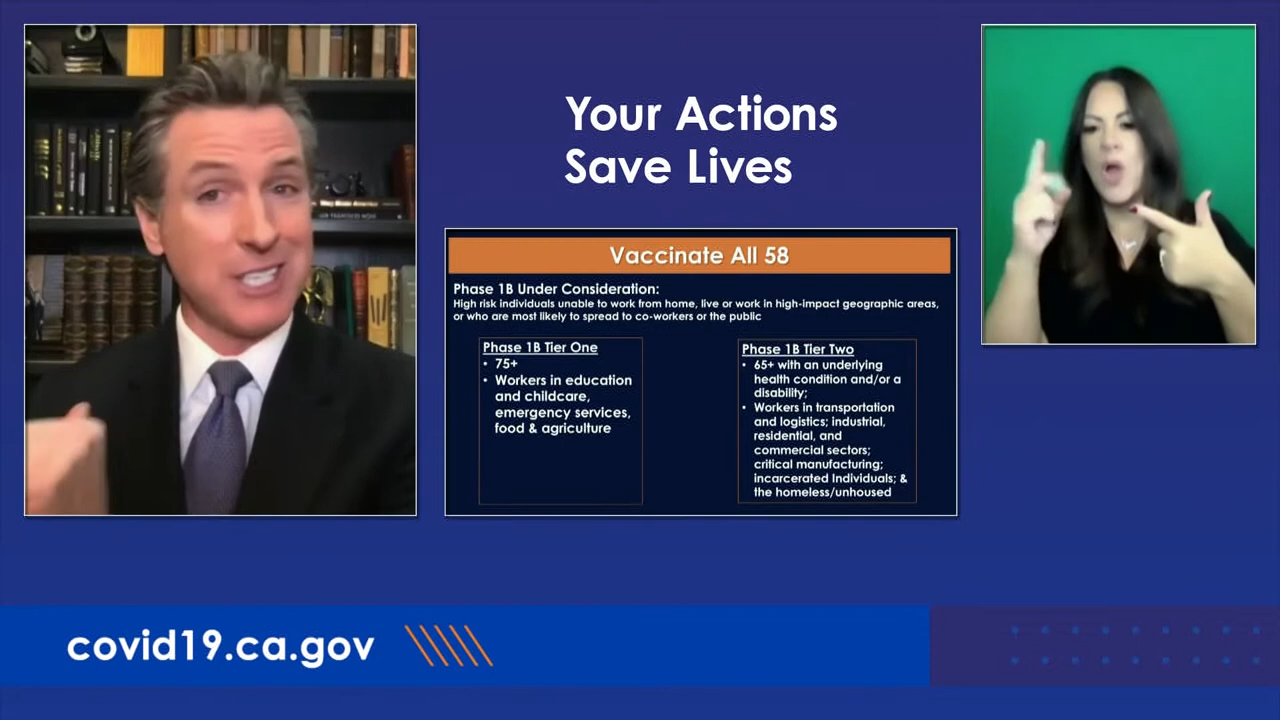 Your Actions
Save Lives
Vaccinate All 58
Phase 1B Under Consideration:
High risk individuals unable to work from home, live or work in high-impact geographic areas,
or who are most likely to spread to co-workers or the public
Phase 1B Tier One
• 75+
• Workers in education
and childcare,
emergency services,
food & agriculture
Phase 1B Tier Two
• 65+ with an underlying
health condition and/or a
disability;
• Workers in transportation
and logistics; industrial,
residential, and
commercial sectors;
critical manufacturing;
incarcerated Individuals; &
the homeless/unhoused
covid19.ca.gov